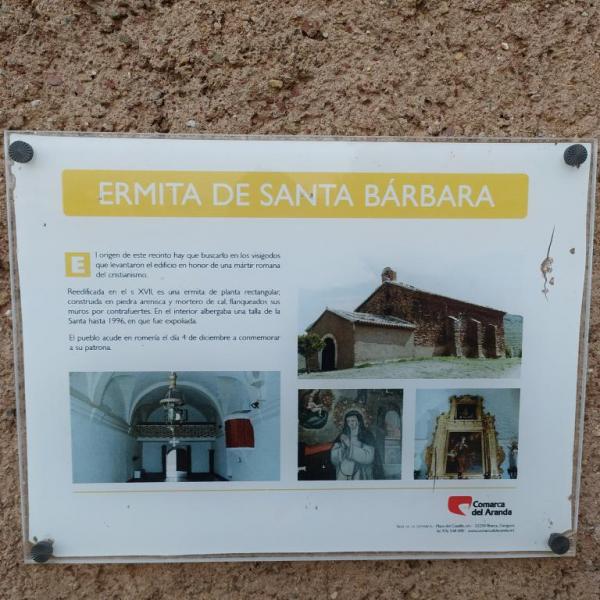 ERMITA DE SANTA BÁRBARA
El origen de este recinto hay que buscarlo en los visigodos
que levantaron el edificio en honor de una mártir romana
del cristianismo.
Reedificada en el s XVII, es una ermita de planta rectangular,
construida en piedra arenisca y mortero de cal, flanqueados sus
muros por contrafuertes. En el interior albergaba una talla de la
Santa hasta 1996, en que fue expoliada.
El pueblo acude en romería el día 4 de diciembre a conmemorar
a su patrona.
Comarca
del Aranda